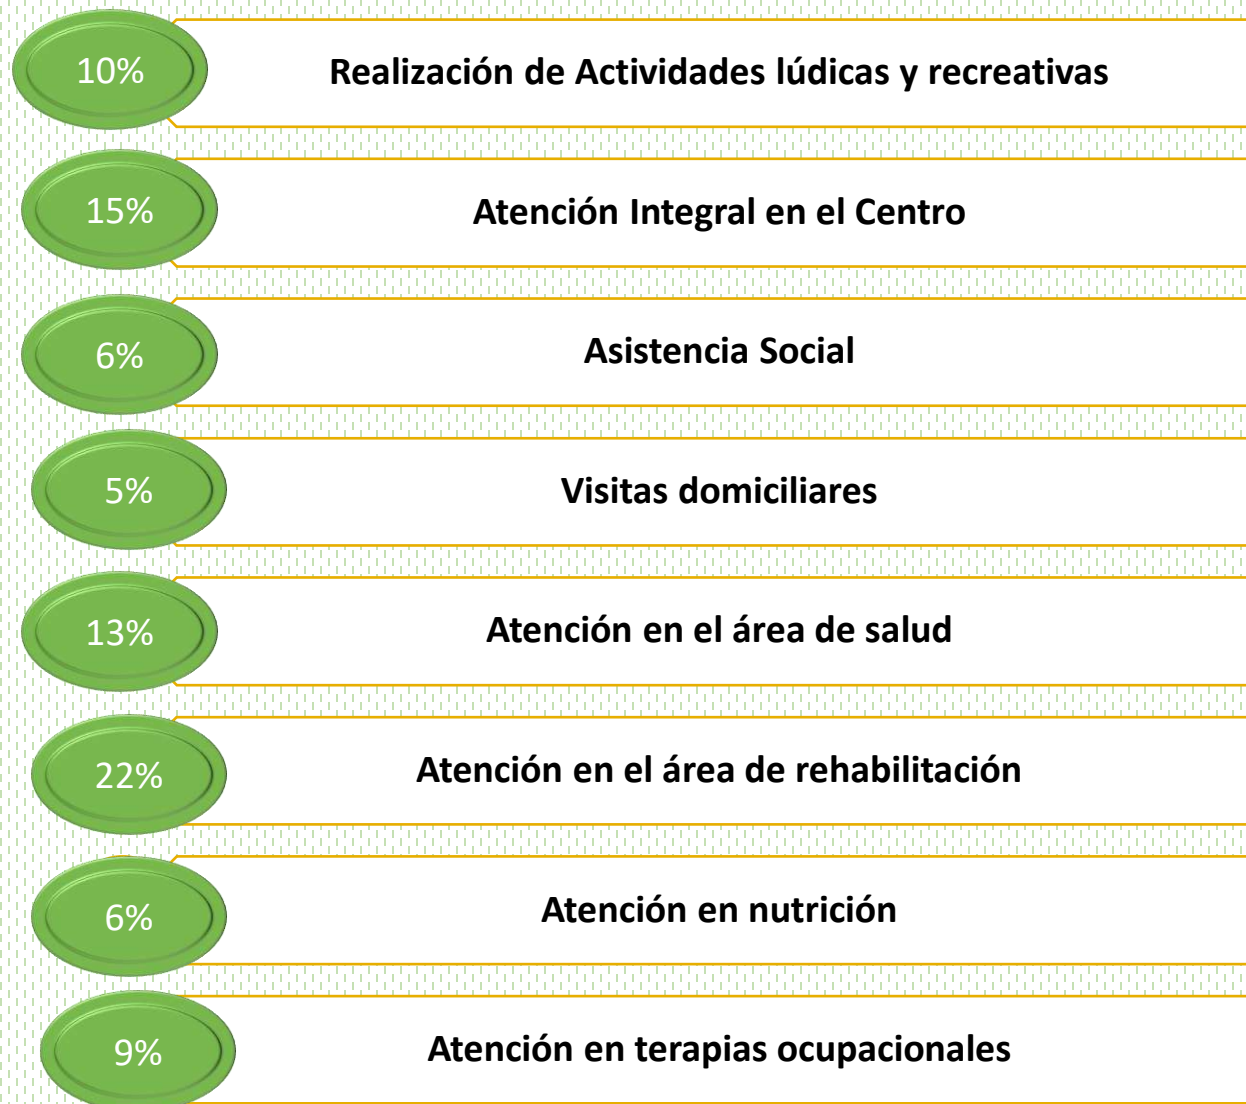 10%
Realización de Actividades lúdicas y recreativas
15%
Atención Integral en el Centro
6%
Asistencia Social
5%
Visitas domiciliares
13%
Atención en el área de salud
22%
Atención en el área de rehabilitación
6%
Atención en nutrición
9%
Atención en terapias ocupacionales